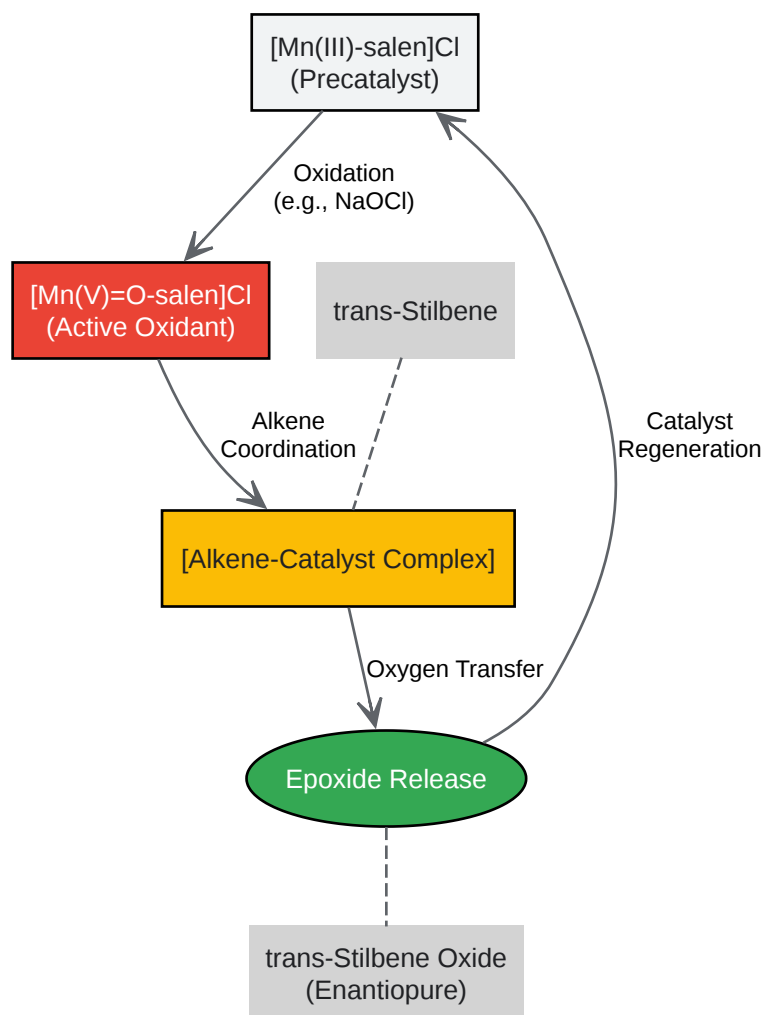 [Mn(III)-salen]Cl
(Precatalyst)
Oxidation
(e.g., NaOCl)
[Mn(V)=O-salen]Cl
(Active Oxidant)
trans-Stilbene
Alkene
Coordination
Catalyst
Regeneration
[Alkene-Catalyst Complex]
Oxygen Transfer
Epoxide Release
trans-Stilbene Oxide
(Enantiopure)